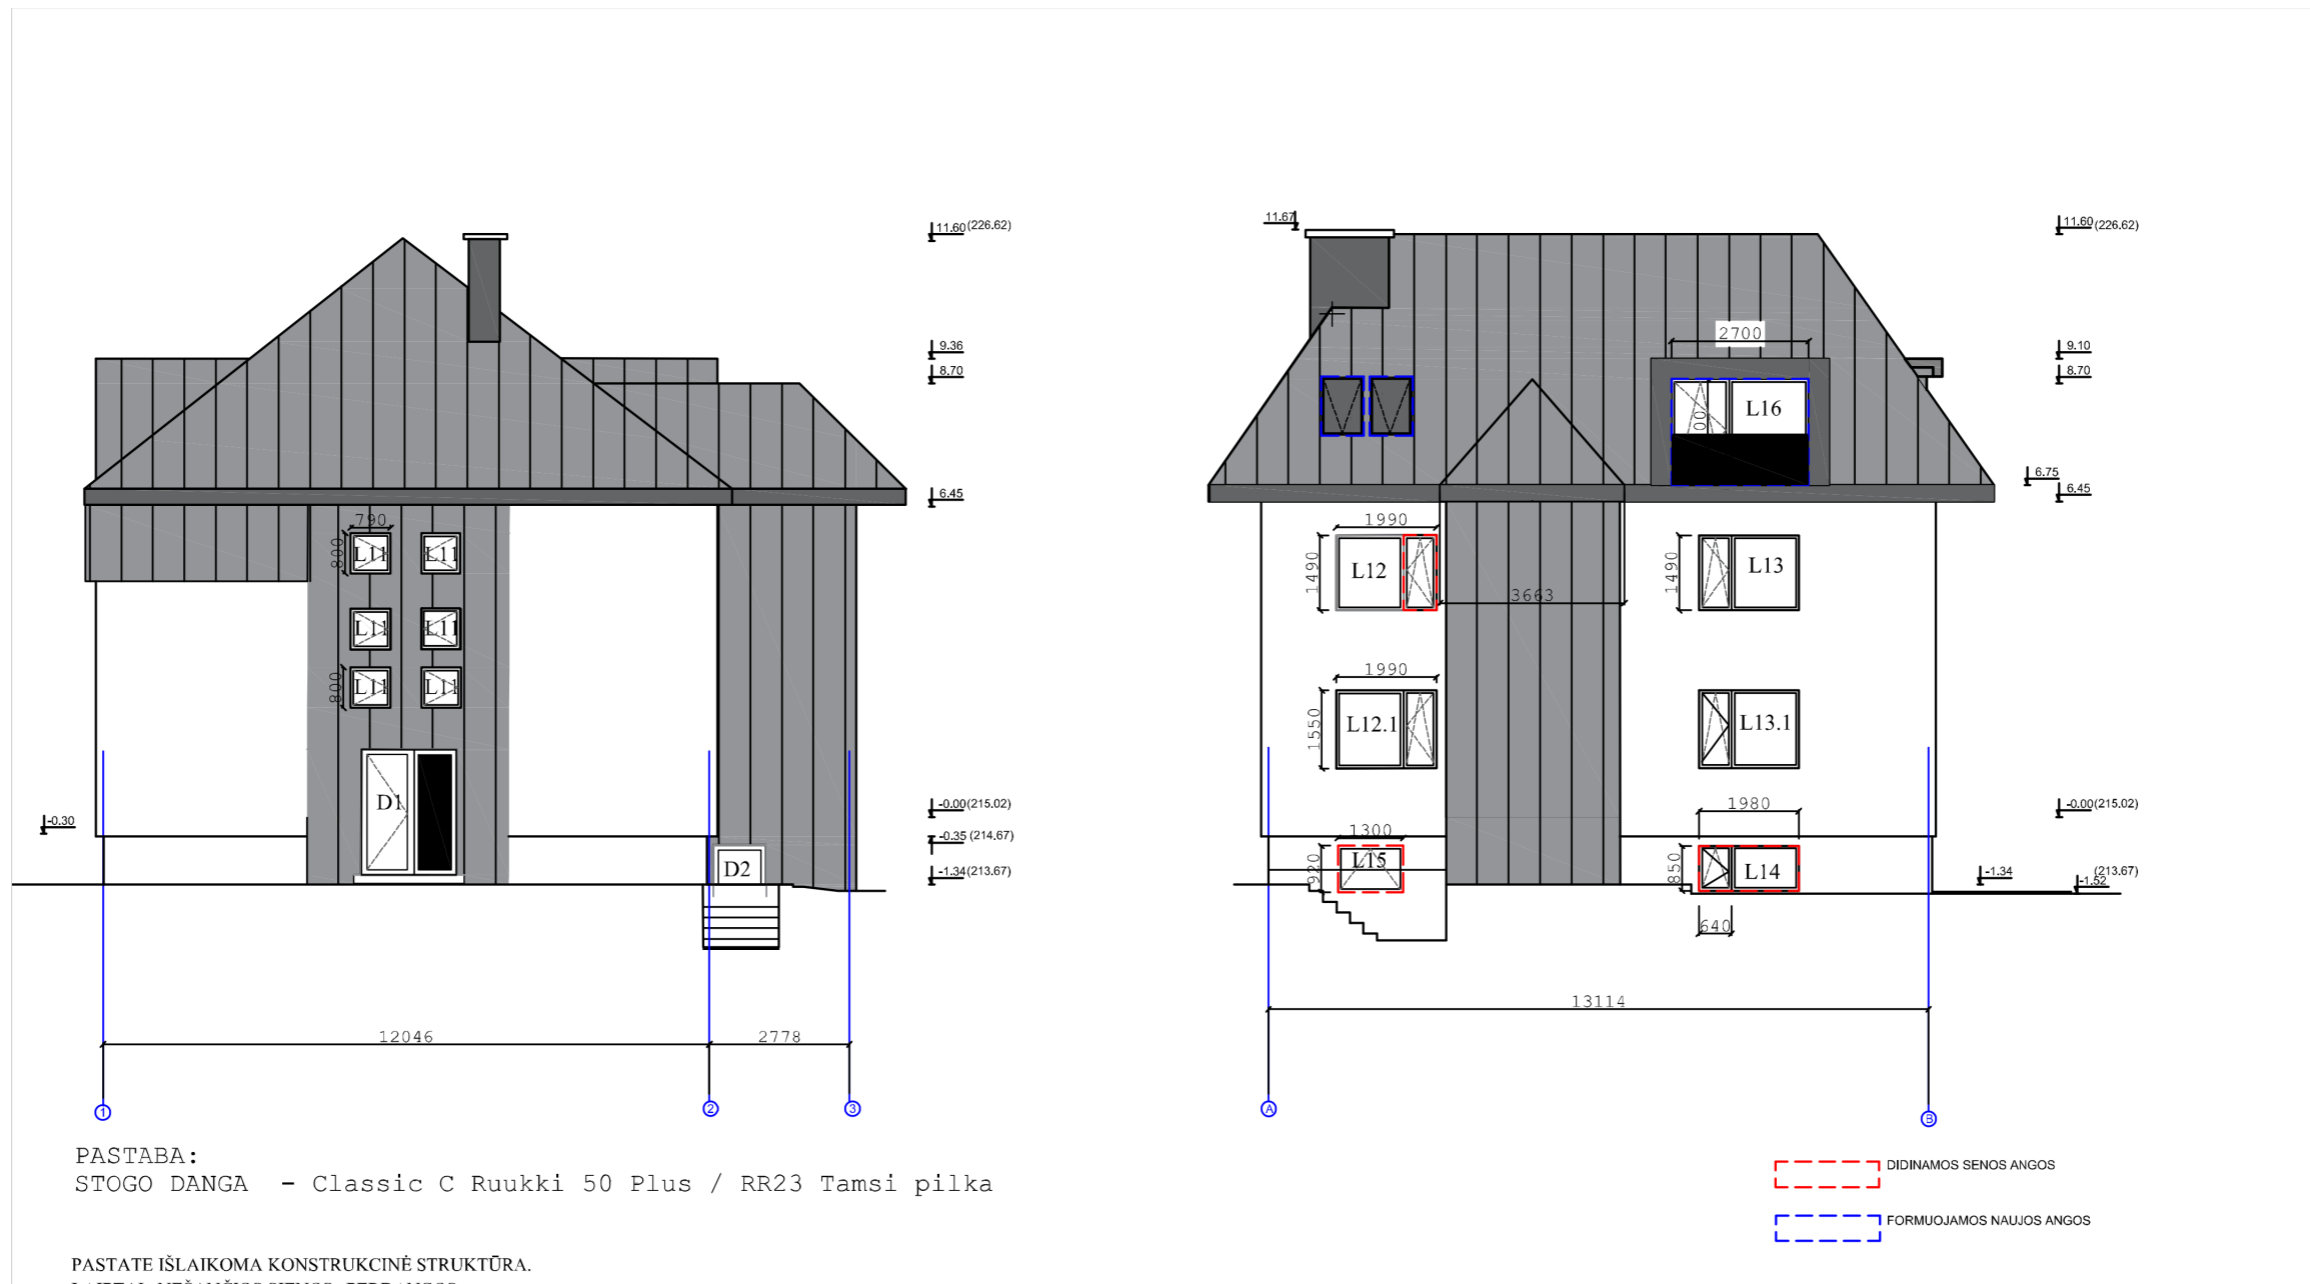 11.60 (226.62)
9.36
8.70
6.45
790
800
L11
L11
L11
L11
800
L11
L11
D1
D2
-0.30
-0.00(215.02)
-0.35 (214.67)
-1.34(213.67)
12046
2778
1
2
3
11.67
11.60 (226.62)
9.10
8.70
6.75
6.45
2700
L16
1990
1490
L12
3663
1490
L13
1990
1550
L12.1
L13.1
1300
920
L15
1980
850
L14
640
-0.00(215.02)
-1.34
(213.67)
-1.52
13114
A
B
PASTABA:
STOGO DANGA - Classic C Ruukki 50 Plus / RR23 Tamsi pilka
DIDINAMOS SENOS ANGOS
FORMUOJAMOS NAUJOS ANGOS
PASTATE IŠLAIKOMA KONSTRUKCINĖ STRUKTŪRA.